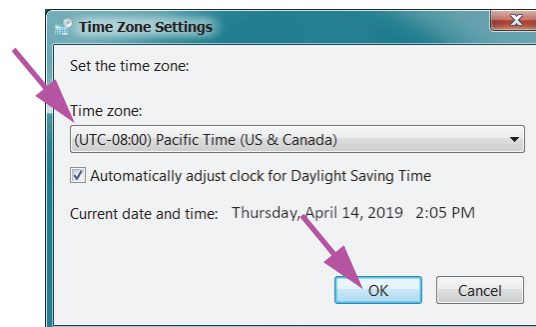 Time Zone Settings
Set the time zone:
Time zone:
(UTC-08:00) Pacific Time (US & Canada)
Automatically adjust clock for Daylight Saving Time
Current date and time: Thursday, April 14, 2019 2:05 PM
OK Cancel